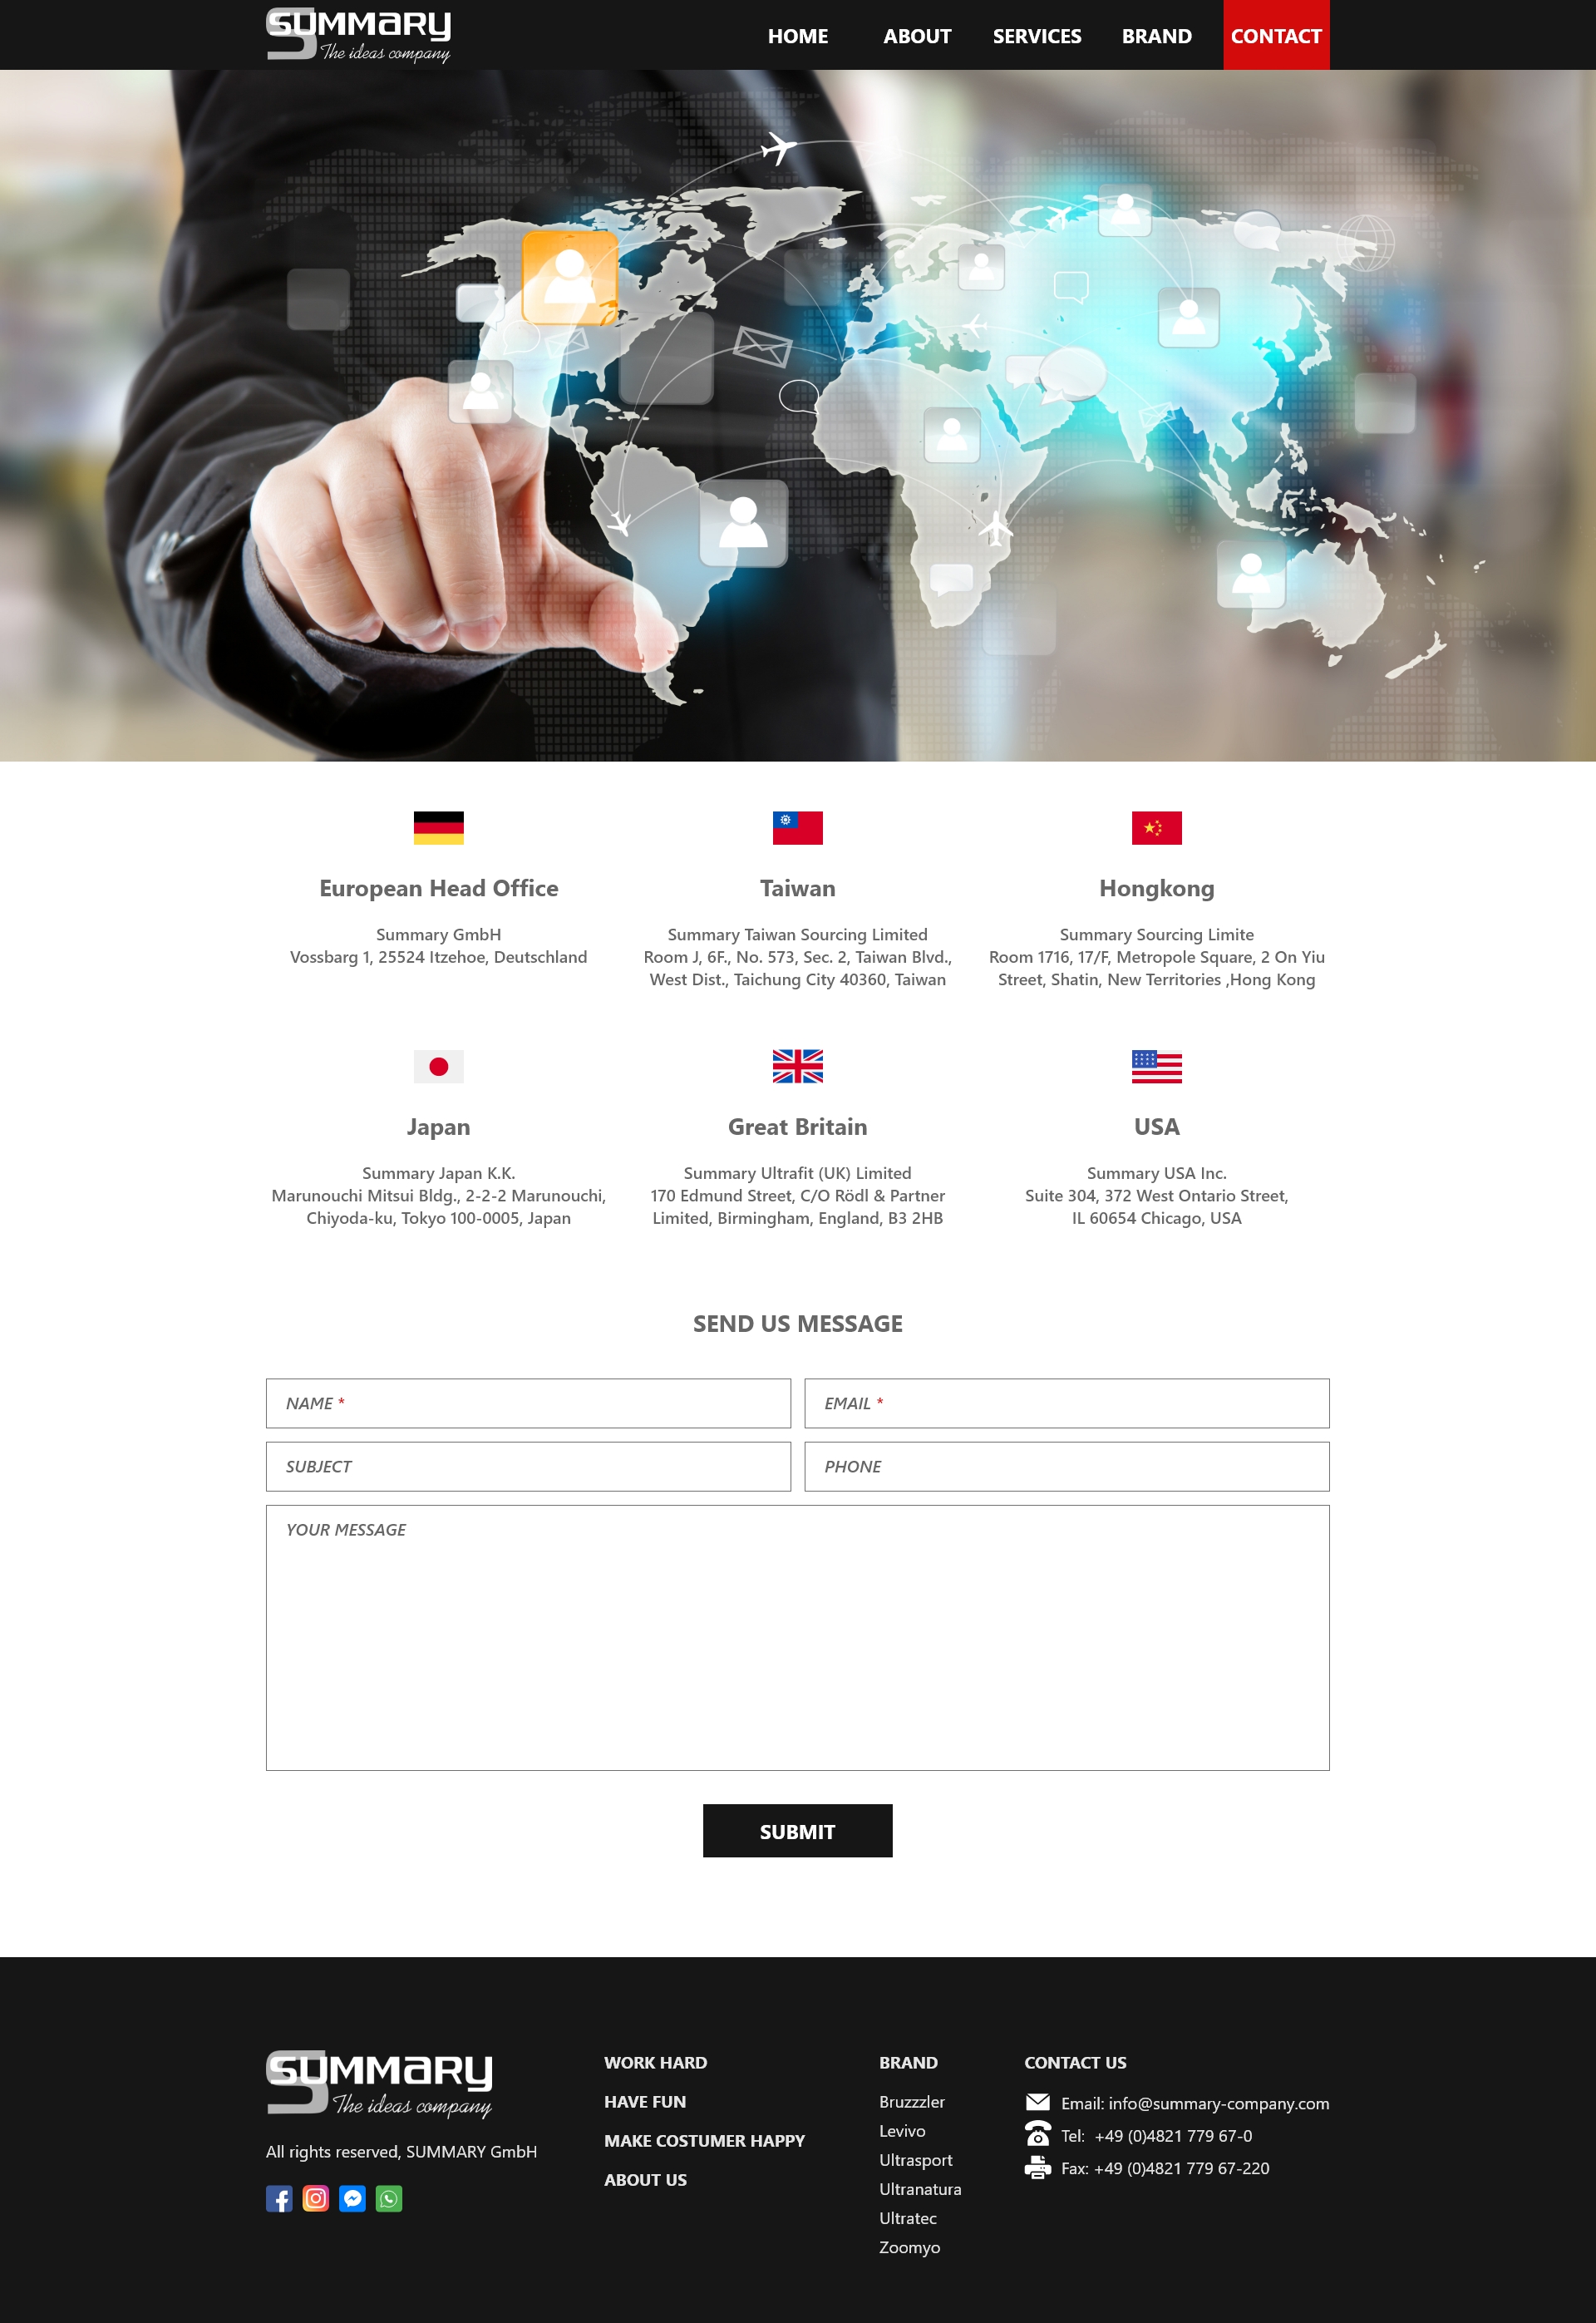 SUMMARY
The ideas company
HOME ABOUT SERVICES BRAND CONTACT
European Head Office
Summary GmbH
Vossbarg 1, 25524 Itzehoe, Deutschland
Taiwan
Summary Taiwan Sourcing Limited
Room J, 6F., No. 573, Sec. 2, Taiwan Blvd.,
West Dist., Taichung City 40360, Taiwan
Hongkong
Summary Sourcing Limite
Room 1716, 17/F, Metropole Square, 2 On Yiu
Street, Shatin, New Territories ,Hong Kong
Japan
Summary Japan K.K.
Marunouchi Mitsui Bldg., 2-2-2 Marunouchi,
Chiyoda-ku, Tokyo 100-0005, Japan
Great Britain
Summary Ultrafit (UK) Limited
170 Edmund Street, C/O Rödl & Partner
Limited, Birmingham, England, B3 2HB
USA
Summary USA Inc.
Suite 304, 372 West Ontario Street,
IL 60654 Chicago, USA
SEND US MESSAGE
NAME *
EMAIL *
SUBJECT
PHONE
YOUR MESSAGE
SUBMIT
SUMMARY
The ideas company
All rights reserved, SUMMARY GmbH
WORK HARD
HAVE FUN
MAKE COSTUMER HAPPY
ABOUT US
BRAND
Bruzzzler
Levivo
Ultrasport
Ultranatura
Ultratec
Zoomyo
CONTACT US
Email: info@summary-company.com
Tel: +49 (0)4821 779 67-0
Fax: +49 (0)4821 779 67-220